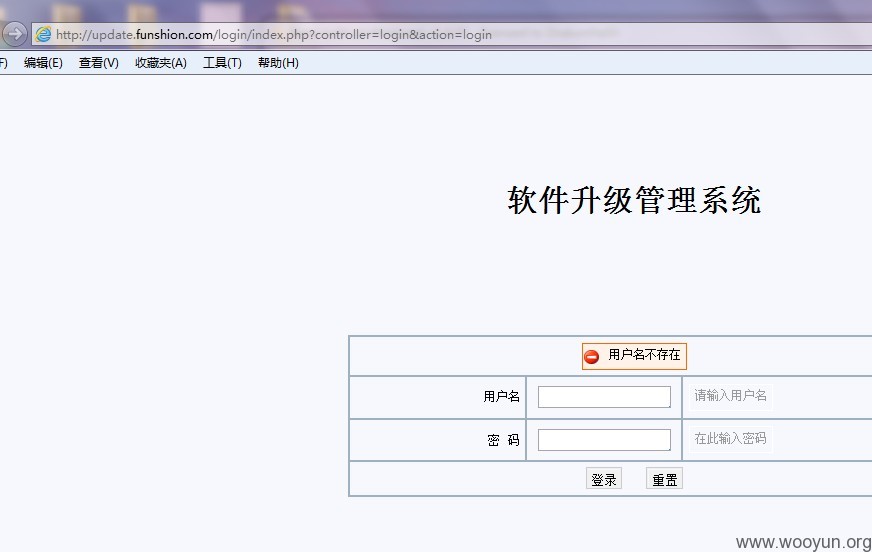 http://update.funshion.com/login/index.php?controller=login&action=login
F) 编辑(E) 查看(V) 收藏夹(A) 工具(T) 帮助(H)
软件升级管理系统
用户名不存在
用户名 请输入用户名
密 码 在此输入密码
登录 重置
www.wooyun.org